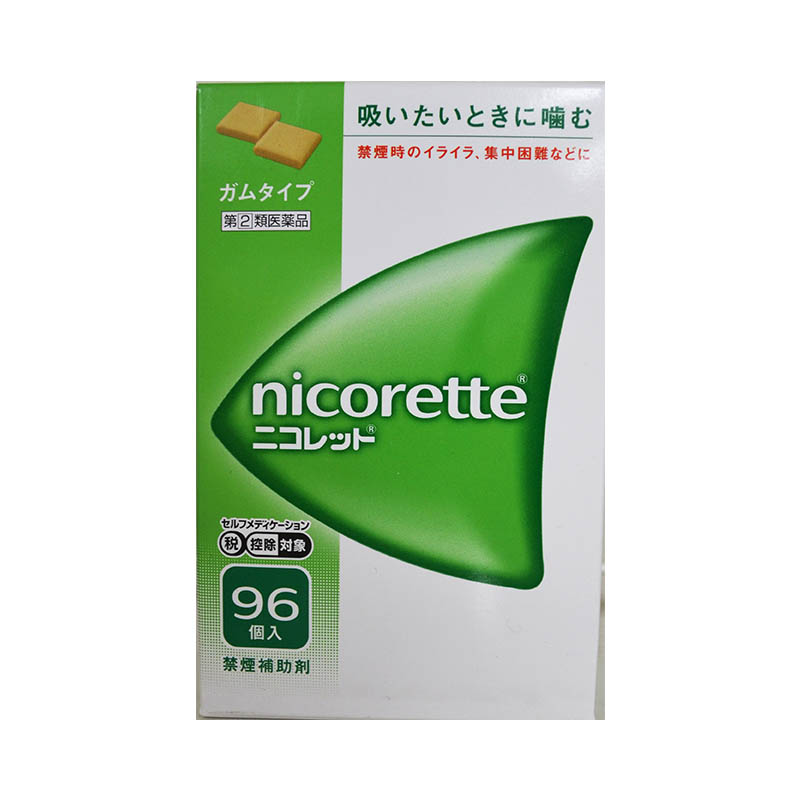 吸いたいときに噛む
禁煙時のイライラ、集中困難などに
ガムタイプ
第②類医薬品
nicorette®
ニコレット®
セルフメディケーション
税 控除 対象
96
個入
禁煙補助剤